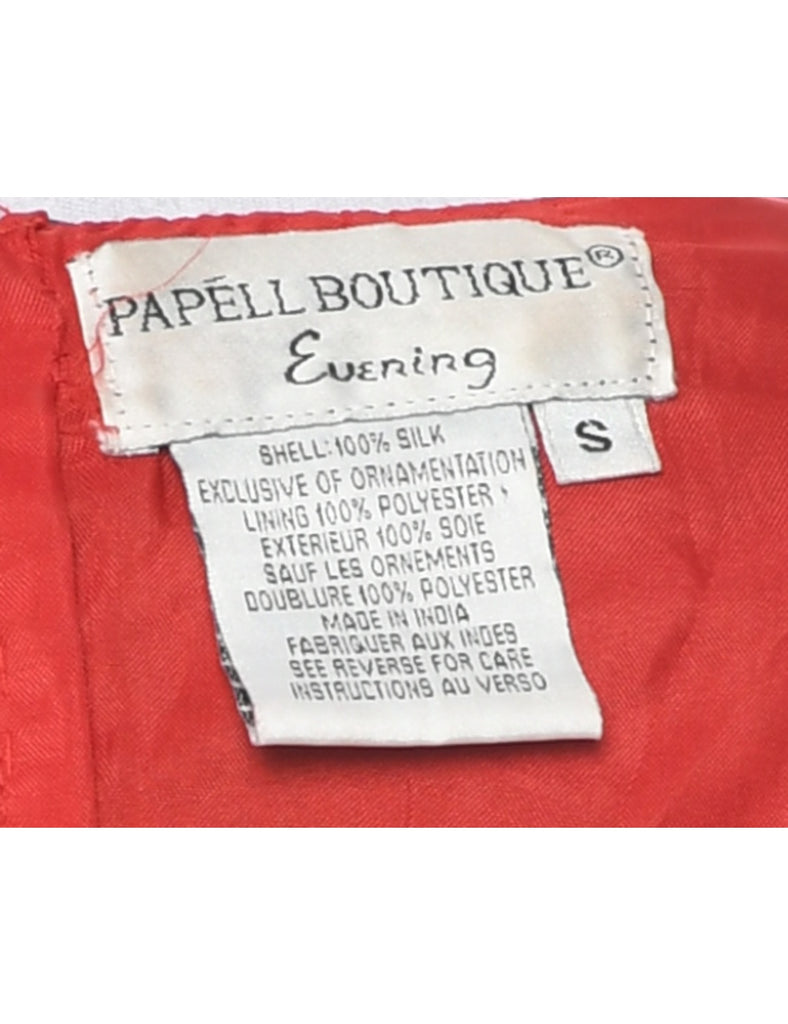 PAPĒLL BOUTIQUE®
Evening
S
SHELL: 100% SILK
EXCLUSIVE OF ORNAMENTATION
LINING 100% POLYESTER
EXTERIEUR 100% SOIE
SAUF LES ORNEMENTS
DOUBLURE 100% POLYESTER
MADE IN INDIA
FABRIQUER AUX INDES
SEE REVERSE FOR CARE
INSTRUCTIONS AU VERSO